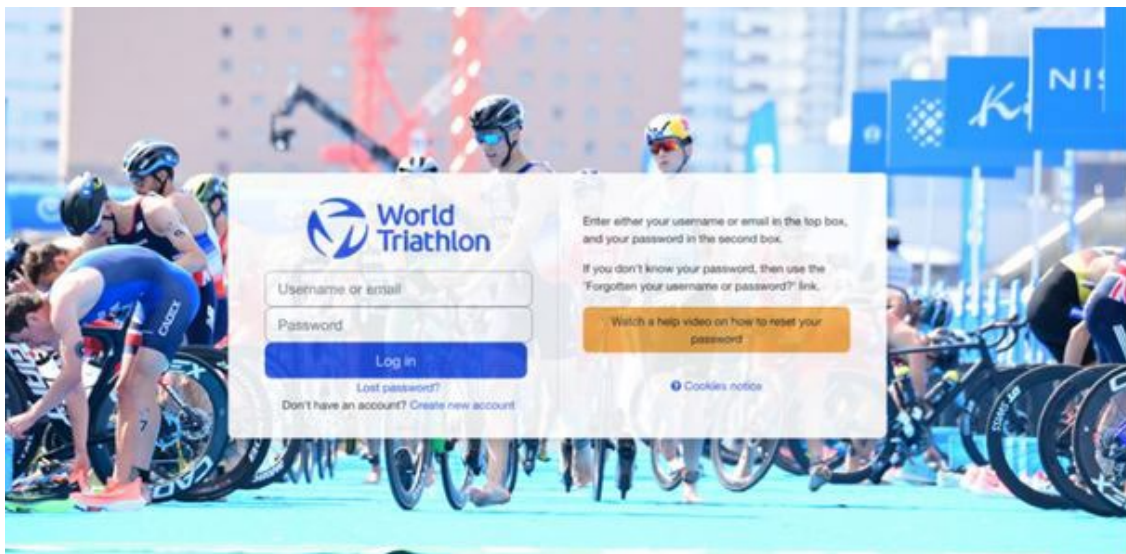 NIS
World
Triathlon
Username or email
Password
Log in
Lost password?
Don't have an account? Create new account
Enter either your username or email in the top box,
and your password in the second box.
If you don't know your password, then use the
'Forgotten your username or password?' link.
Watch a help video on how to reset your
password
Cookies notice
CADEX
7